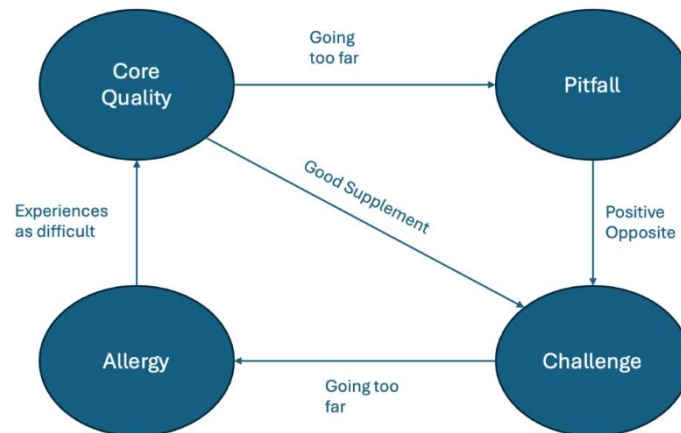 Core
Quality
Going
too far
Pitfall
Good Supplement
Experiences
as difficult
Positive
Opposite
Allergy
Going too
far
Challenge